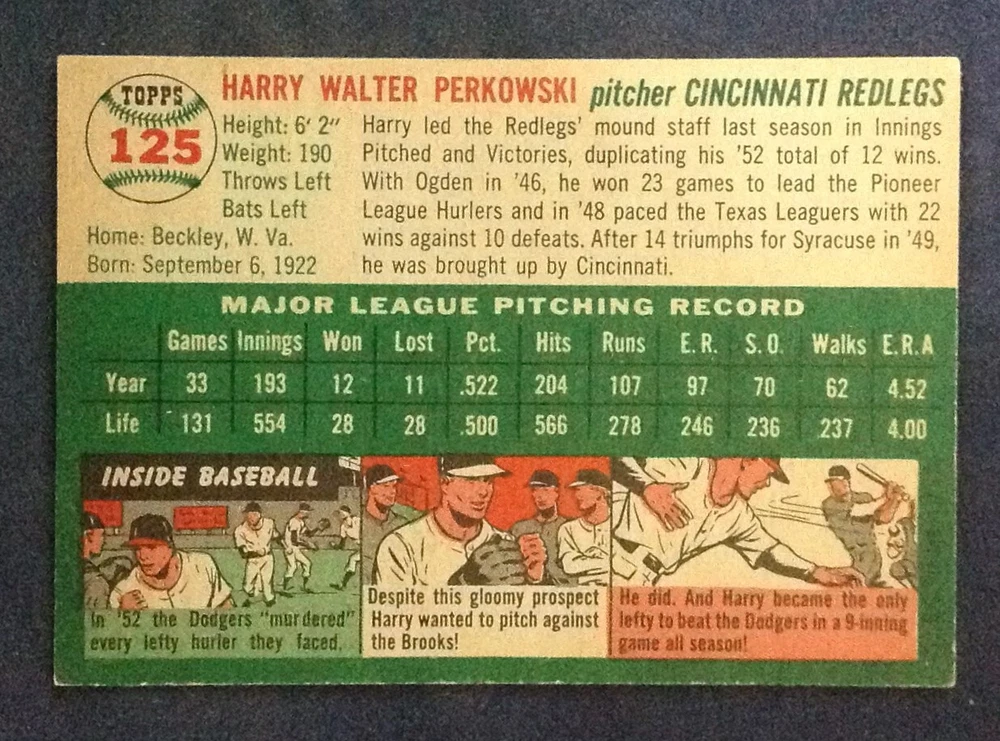 TOPPS
125
HARRY WALTER PERKOWSKI pitcher CINCINNATI REDLEGS
Height: 6' 2"
Weight: 190
Throws Left
Bats Left
Home: Beckley, W. Va.
Born: September 6, 1922
Harry led the Redlegs' mound staff last season in Innings
Pitched and Victories, duplicating his '52 total of 12 wins.
With Ogden in '46, he won 23 games to lead the Pioneer
League Hurlers and in '48 paced the Texas Leaguers with 22
wins against 10 defeats. After 14 triumphs for Syracuse in '49,
he was brought up by Cincinnati.
MAJOR LEAGUE PITCHING RECORD
Games Innings Won Lost Pct. Hits Runs E. R. S. O. Walks E.R.A
Year 33 193 12 11 .522 204 107 97 70 62 4.52
Life 131 554 28 28 .500 566 278 246 236 237 4.00
INSIDE BASEBALL
In '52 the Dodgers "murdered"
every lefty hurler they faced.
Despite this gloomy prospect
Harry wanted to pitch against
the Brooks!
He did. And Harry became the only
lefty to beat the Dodgers in a 9-inning
game all season!